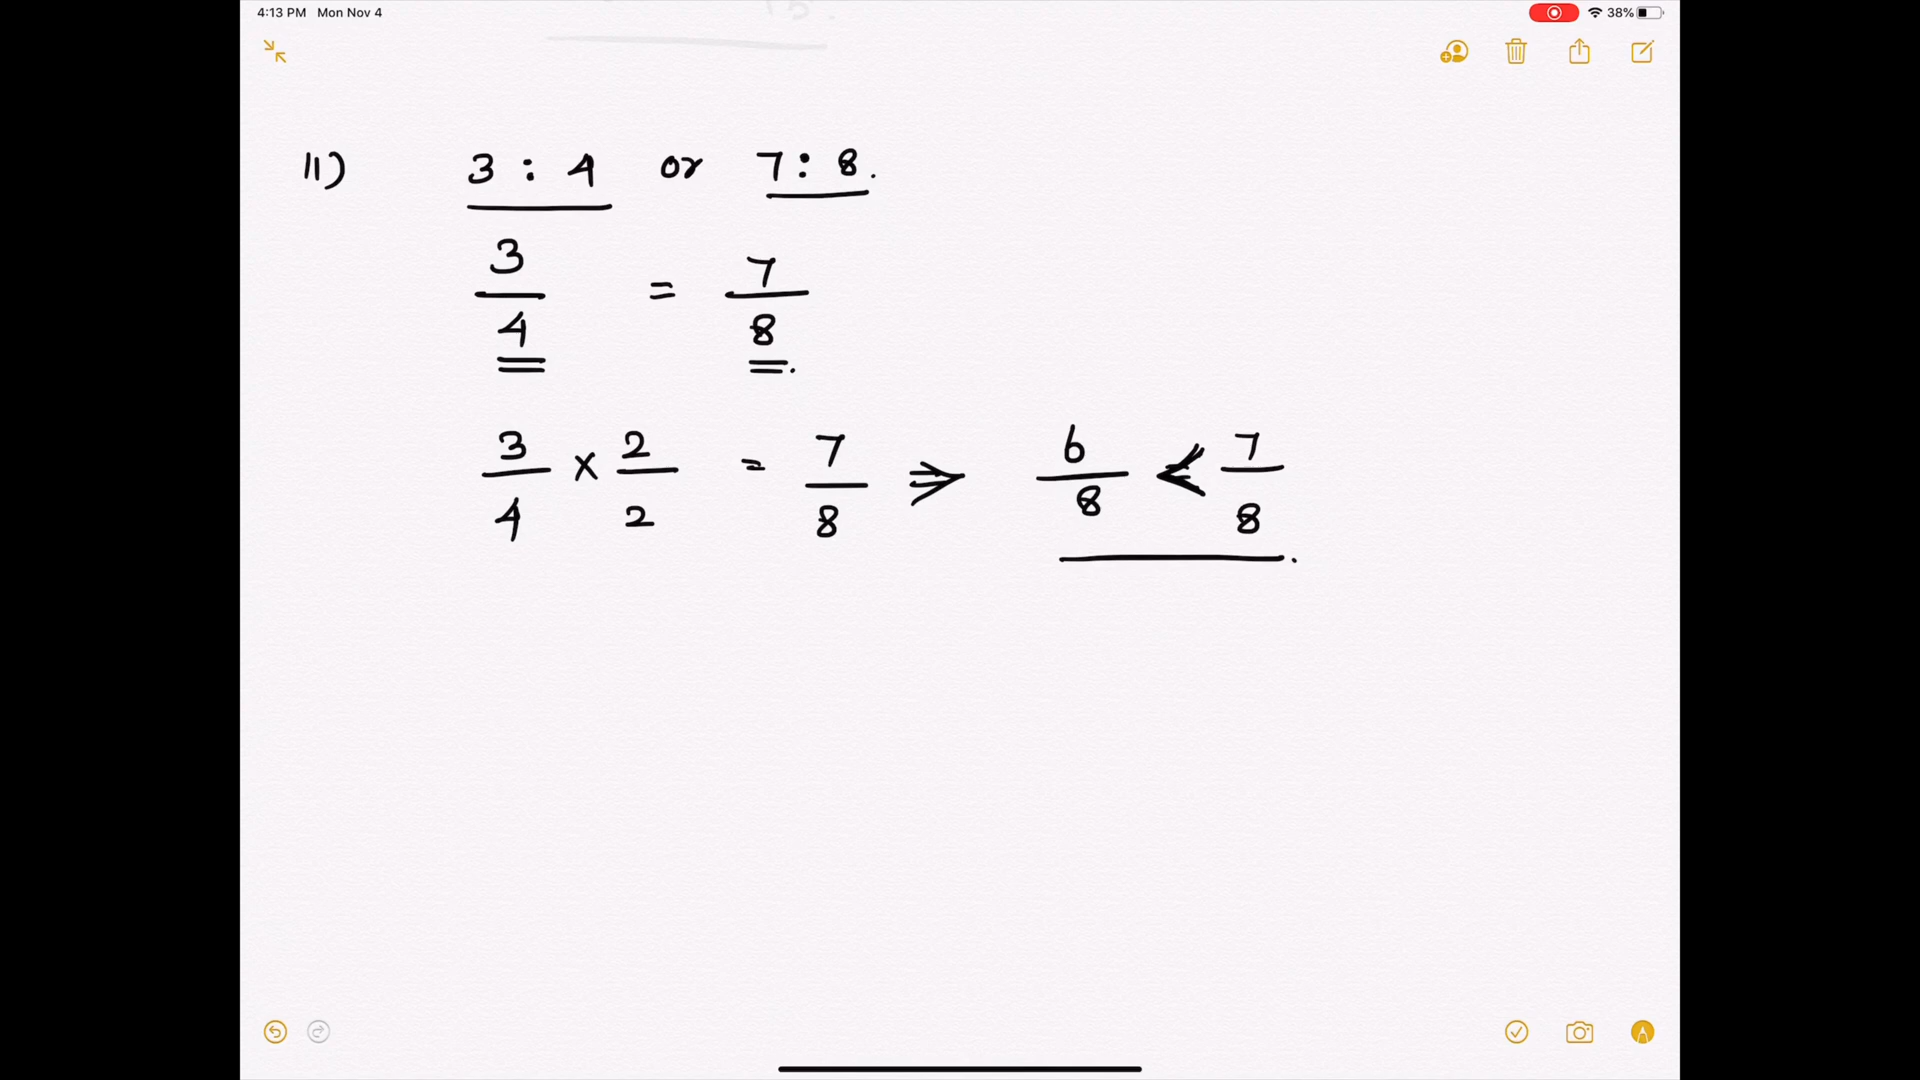 4:13 PM Mon Nov 4 38%
11) 3 : 4 or 7 : 8.
3/4 = 7/8.
3/4 × 2/2 = 7/8 ⇒ 6/8 < 7/8.